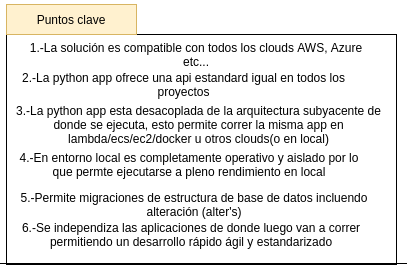 Puntos clave
1.-La solución es compatible con todos los clouds AWS, Azure
etc...
2.-La python app ofrece una api estandard igual en todos los
proyectos
3.-La python app esta desacoplada de la arquitectura subyacente de
donde se ejecuta, esto permite correr la misma app en
lambda/ecs/ec2/docker u otros clouds(o en local)
4.-En entorno local es completamente operativo y aislado por lo
que permte ejecutarse a pleno rendimiento en local
5.-Permite migraciones de estructura de base de datos incluendo
alteración (alter's)
6.-Se independiza las aplicaciones de donde luego van a correr
permitiendo un desarrollo rápido ágil y estandarizado